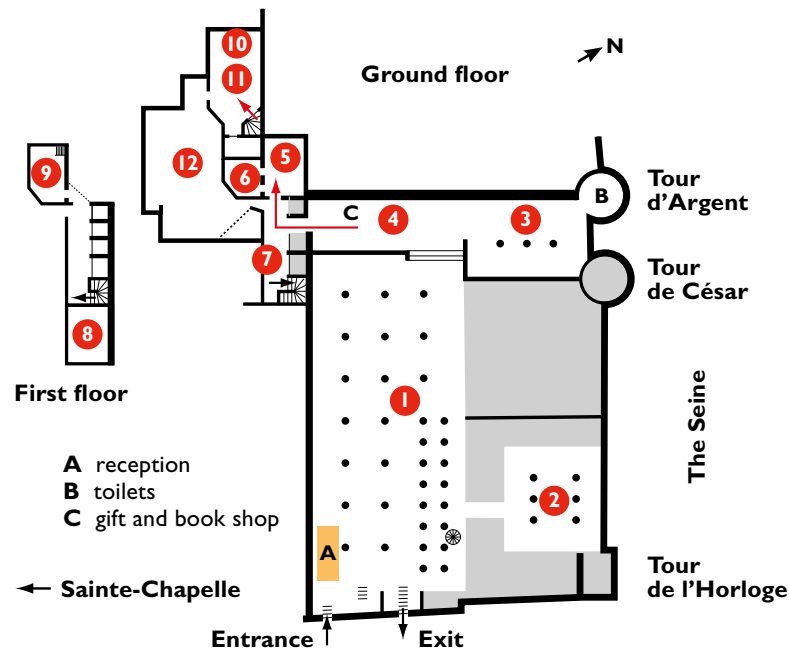 N
Ground floor
10
11
12
5
6
9
C
4
3
B
Tour
d'Argent
7
Tour
de César
8
First floor
1
The Seine
A reception
B toilets
C gift and book shop
2
A
Sainte-Chapelle
Tour
de l'Horloge
Entrance
Exit